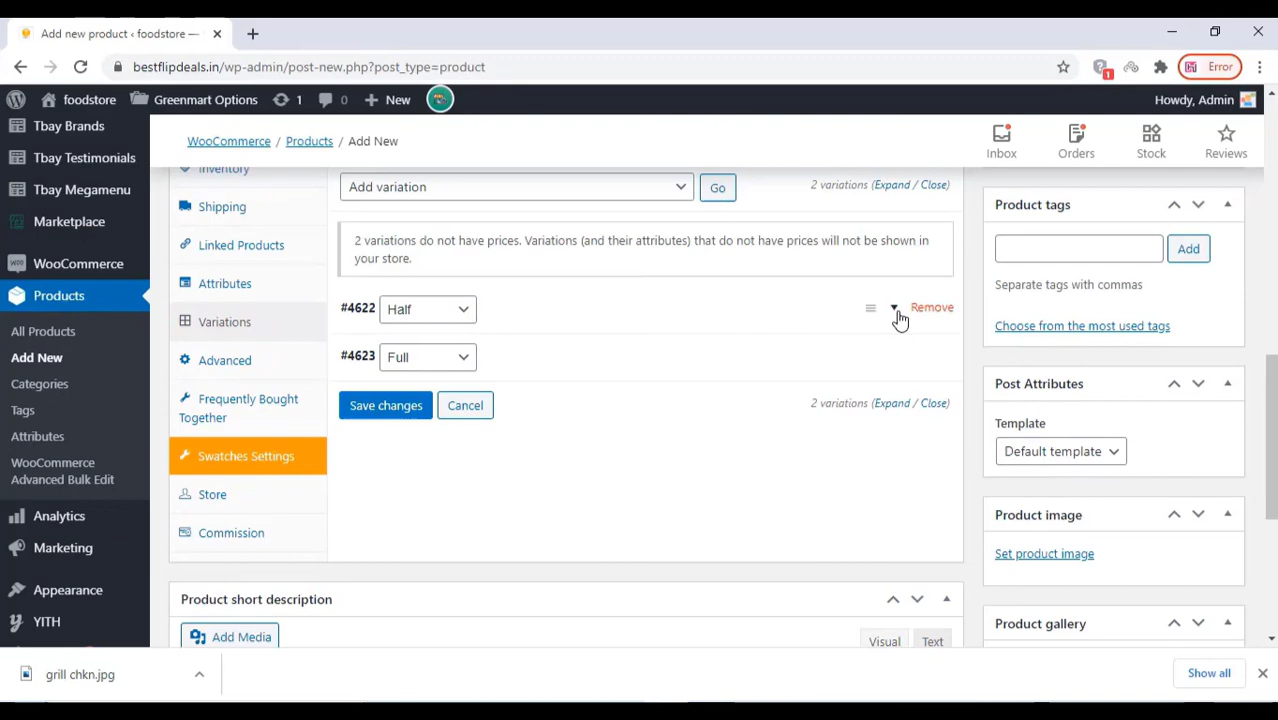 Add new product ‹ foodstore —
bestflipdeals.in/wp-admin/post-new.php?post_type=product
Error
1
foodstore
Greenmart Options
1
0
New
Howdy, Admin
Tbay Brands
Tbay Testimonials
Tbay Megamenu
Marketplace
WooCommerce
Products
All Products
Add New
Categories
Tags
Attributes
WooCommerce
Advanced Bulk Edit
Analytics
Marketing
Appearance
YITH
WooCommerce / Products / Add New
Inbox
Orders
Stock
Reviews
Inventory
Shipping
Linked Products
Attributes
Variations
Advanced
Frequently Bought
Together
Swatches Settings
Store
Commission
Add variation
Go
2 variations (Expand / Close)
2 variations do not have prices. Variations (and their attributes) that do not have prices will not be shown in
your store.
#4622 Half
Remove
#4623 Full
Save changes
Cancel
2 variations (Expand / Close)
Product short description
Add Media
Visual
Text
Product tags
Add
Separate tags with commas
Choose from the most used tags
Post Attributes
Template
Default template
Product image
Set product image
Product gallery
grill chkn.jpg
Show all